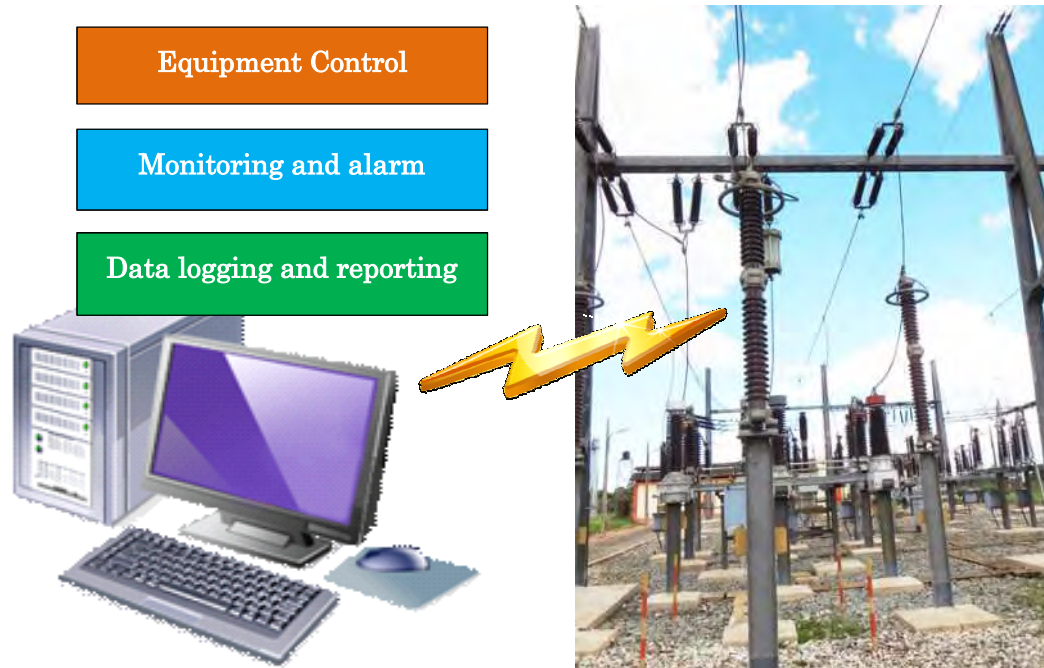 Equipment Control
Monitoring and alarm
Data logging and reporting